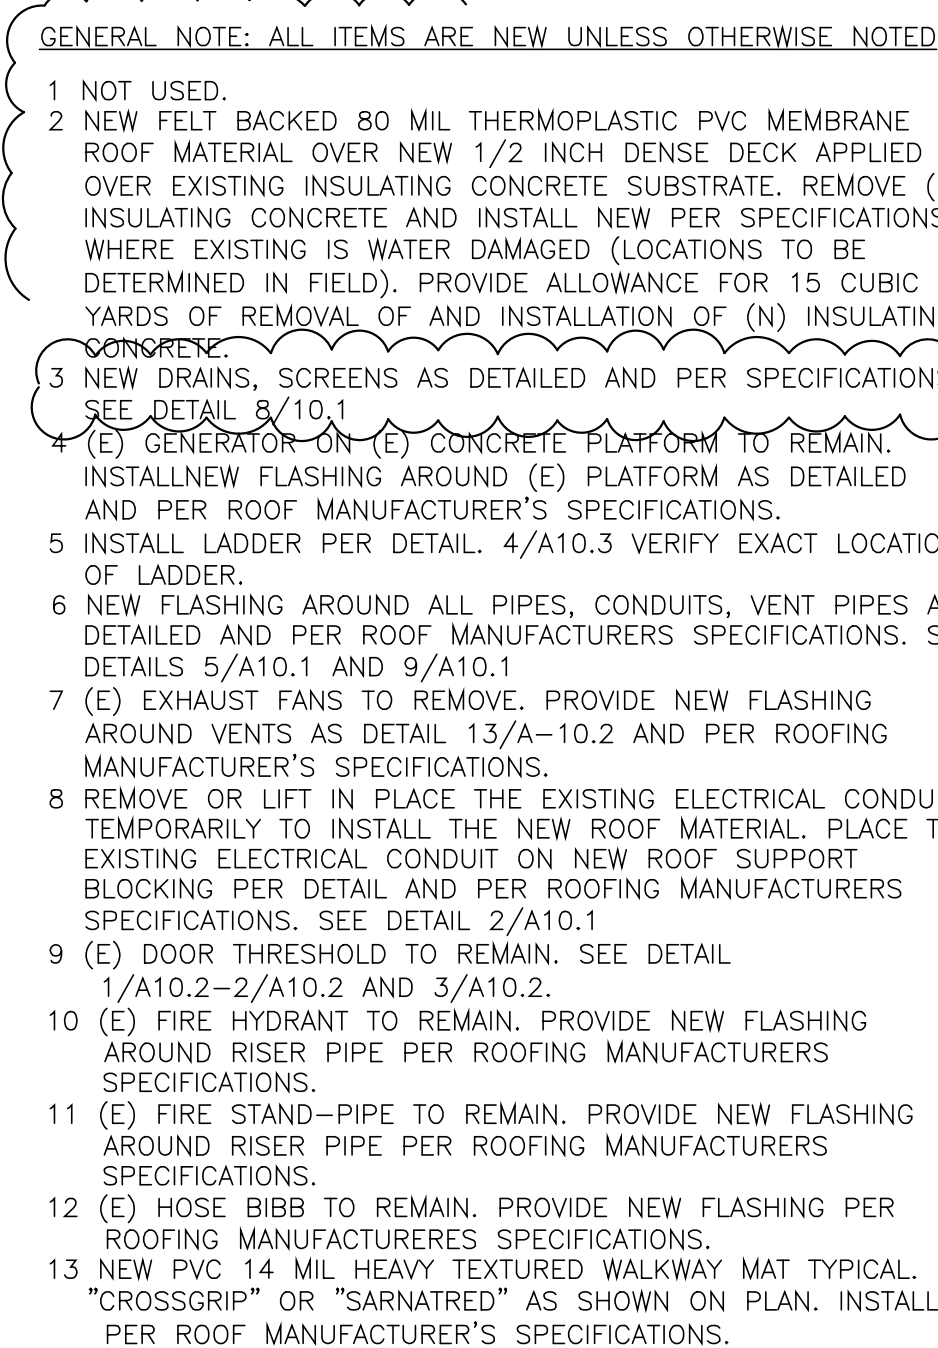 GENERAL NOTE: ALL ITEMS ARE NEW UNLESS OTHERWISE NOTED
1 NOT USED.
2 NEW FELT BACKED 80 MIL THERMOPLASTIC PVC MEMBRANE
ROOF MATERIAL OVER NEW 1/2 INCH DENSE DECK APPLIED
OVER EXISTING INSULATING CONCRETE SUBSTRATE. REMOVE (
INSULATING CONCRETE AND INSTALL NEW PER SPECIFICATIONS
WHERE EXISTING IS WATER DAMAGED (LOCATIONS TO BE
DETERMINED IN FIELD). PROVIDE ALLOWANCE FOR 15 CUBIC
YARDS OF REMOVAL OF AND INSTALLATION OF (N) INSULATIN
CONCRETE.
3 NEW DRAINS, SCREENS AS DETAILED AND PER SPECIFICATIONS
SEE DETAIL 8/10.1
4 (E) GENERATOR ON (E) CONCRETE PLATFORM TO REMAIN.
INSTALLNEW FLASHING AROUND (E) PLATFORM AS DETAILED
AND PER ROOF MANUFACTURER'S SPECIFICATIONS.
5 INSTALL LADDER PER DETAIL. 4/A10.3 VERIFY EXACT LOCATIO
OF LADDER.
6 NEW FLASHING AROUND ALL PIPES, CONDUITS, VENT PIPES A
DETAILED AND PER ROOF MANUFACTURERS SPECIFICATIONS. S
DETAILS 5/A10.1 AND 9/A10.1
7 (E) EXHAUST FANS TO REMOVE. PROVIDE NEW FLASHING
AROUND VENTS AS DETAIL 13/A-10.2 AND PER ROOFING
MANUFACTURER'S SPECIFICATIONS.
8 REMOVE OR LIFT IN PLACE THE EXISTING ELECTRICAL CONDU
TEMPORARILY TO INSTALL THE NEW ROOF MATERIAL. PLACE T
EXISTING ELECTRICAL CONDUIT ON NEW ROOF SUPPORT
BLOCKING PER DETAIL AND PER ROOFING MANUFACTURERS
SPECIFICATIONS. SEE DETAIL 2/A10.1
9 (E) DOOR THRESHOLD TO REMAIN. SEE DETAIL
1/A10.2-2/A10.2 AND 3/A10.2.
10 (E) FIRE HYDRANT TO REMAIN. PROVIDE NEW FLASHING
AROUND RISER PIPE PER ROOFING MANUFACTURERS
SPECIFICATIONS.
11 (E) FIRE STAND-PIPE TO REMAIN. PROVIDE NEW FLASHING
AROUND RISER PIPE PER ROOFING MANUFACTURERS
SPECIFICATIONS.
12 (E) HOSE BIBB TO REMAIN. PROVIDE NEW FLASHING PER
ROOFING MANUFACTURERES SPECIFICATIONS.
13 NEW PVC 14 MIL HEAVY TEXTURED WALKWAY MAT TYPICAL.
"CROSSGRIP" OR "SARNATRED" AS SHOWN ON PLAN. INSTALL
PER ROOF MANUFACTURER'S SPECIFICATIONS.